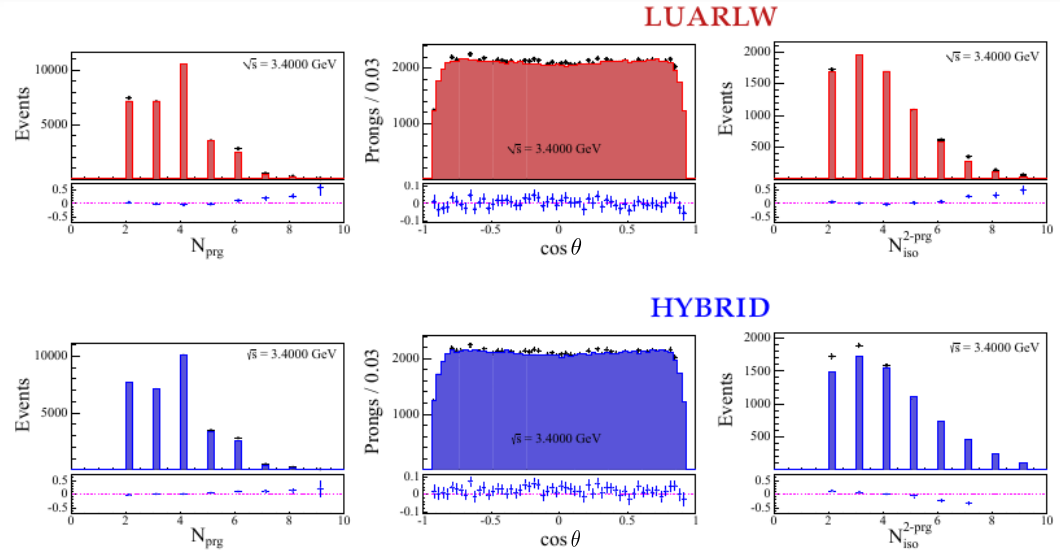 LUARLW
Events
10000
5000
√s = 3.4000 GeV
0.5
0
-0.5
0 2 4 6 8 10
N_prg
Prongs / 0.03
2000
1000
√s = 3.4000 GeV
0.1
0
-0.1
-1 -0.5 0 0.5 1
cos θ
Events
2000
1500
1000
500
√s = 3.4000 GeV
0.5
0
-0.5
0 2 4 6 8 10
N_iso^2-prg
HYBRID
Events
10000
5000
√s = 3.4000 GeV
0.5
0
-0.5
0 2 4 6 8 10
N_prg
Prongs / 0.03
2000
1000
√s = 3.4000 GeV
0.1
0
-0.1
-1 -0.5 0 0.5 1
cos θ
Events
2000
1500
1000
500
√s = 3.4000 GeV
0.5
0
-0.5
0 2 4 6 8 10
N_iso^2-prg